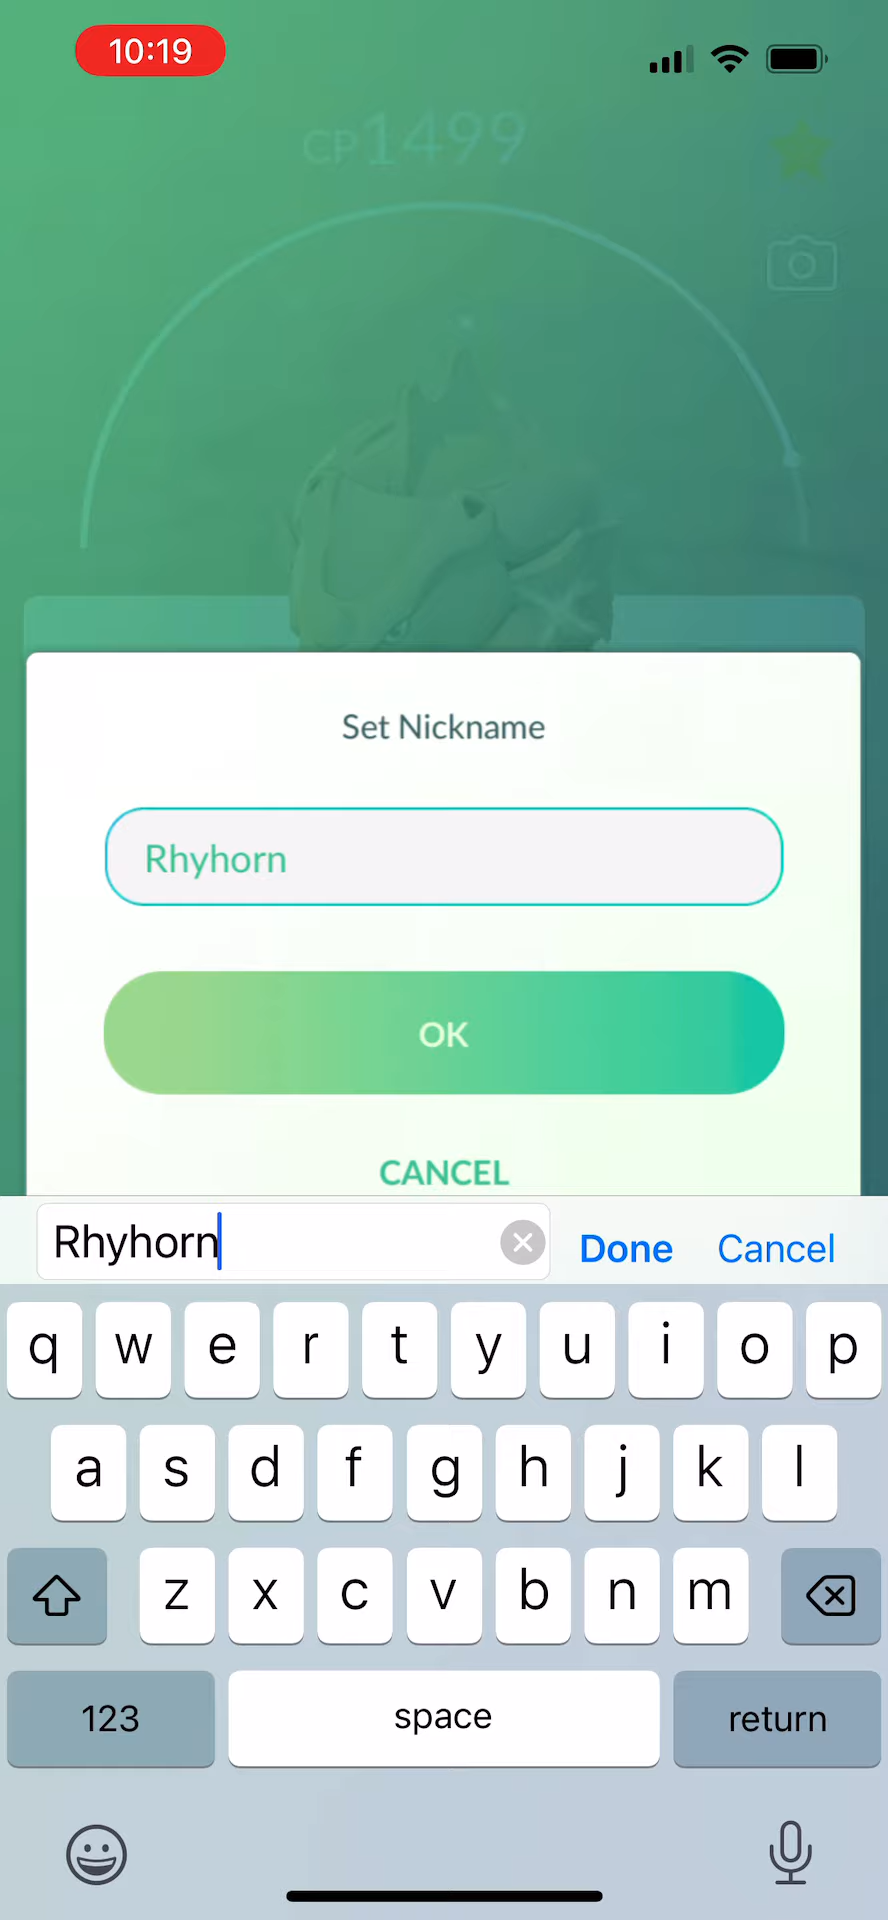 10:19
CP1499
Set Nickname
Rhyhorn
OK
CANCEL
Rhyhorn Done Cancel
q w e r t y u i o p
a s d f g h j k l
z x c v b n m
123 space return